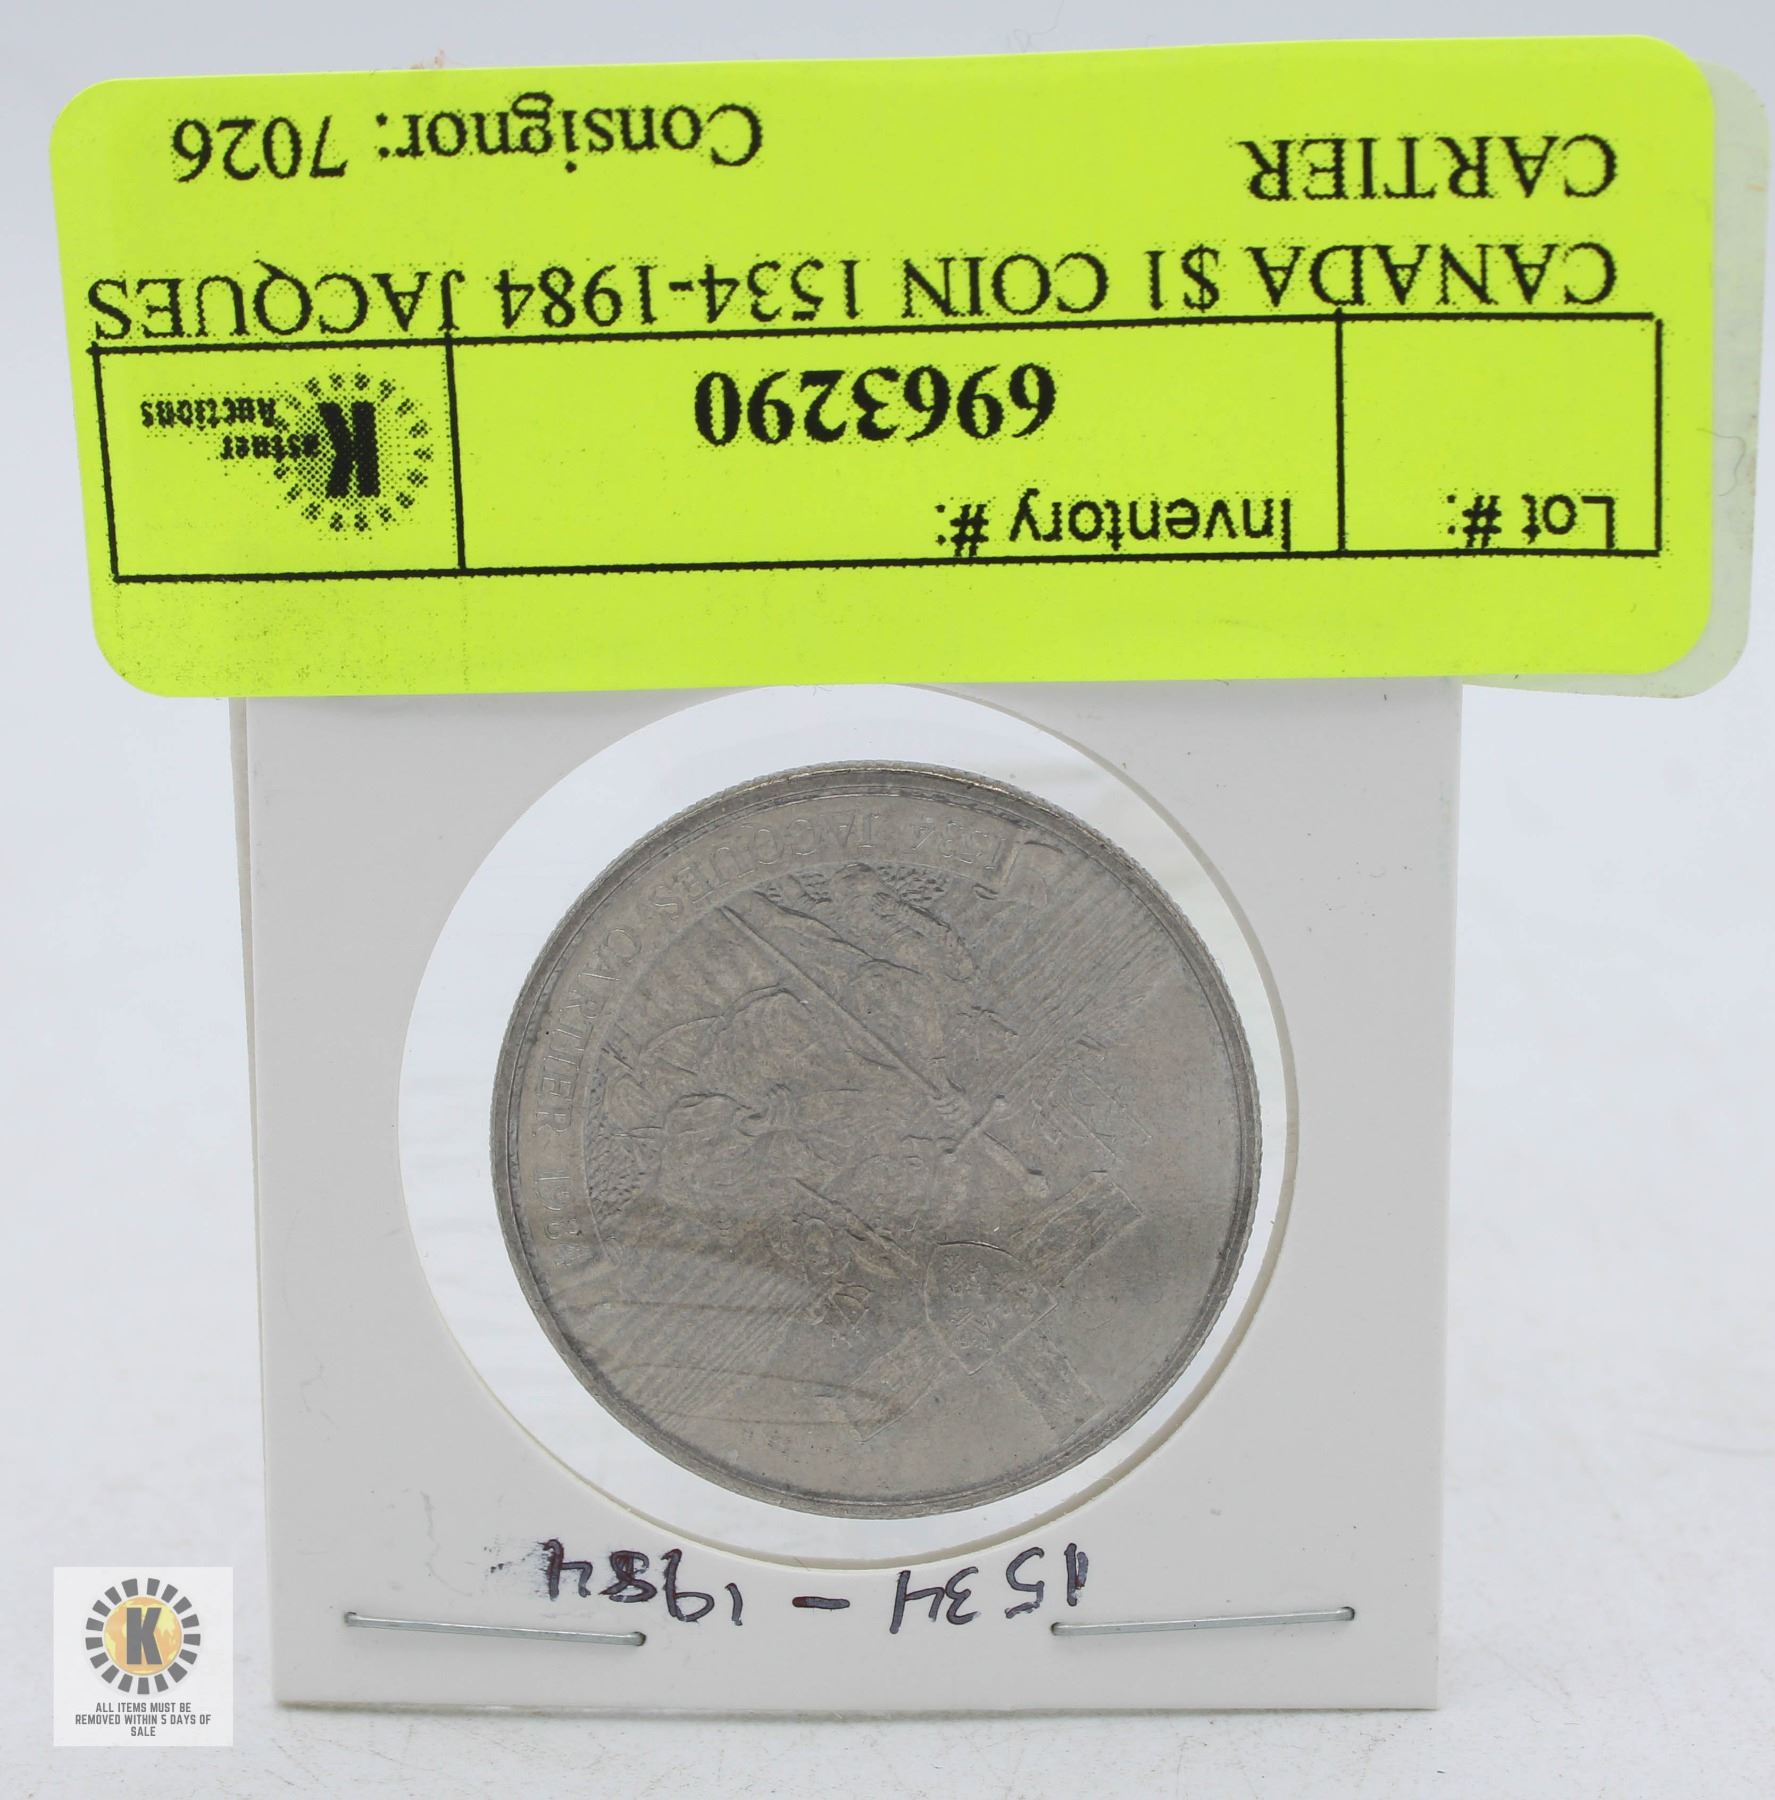 Lot #:
Inventory #:
6963290
Kastner
Auctions
CANADA $1 COIN 1534-1984 JACQUES
CARTIER
Consignor: 7026
1534 JACQUES CARTIER 1984
1534 - 1984
K
ALL ITEMS MUST BE
REMOVED WITHIN 5 DAYS OF
SALE